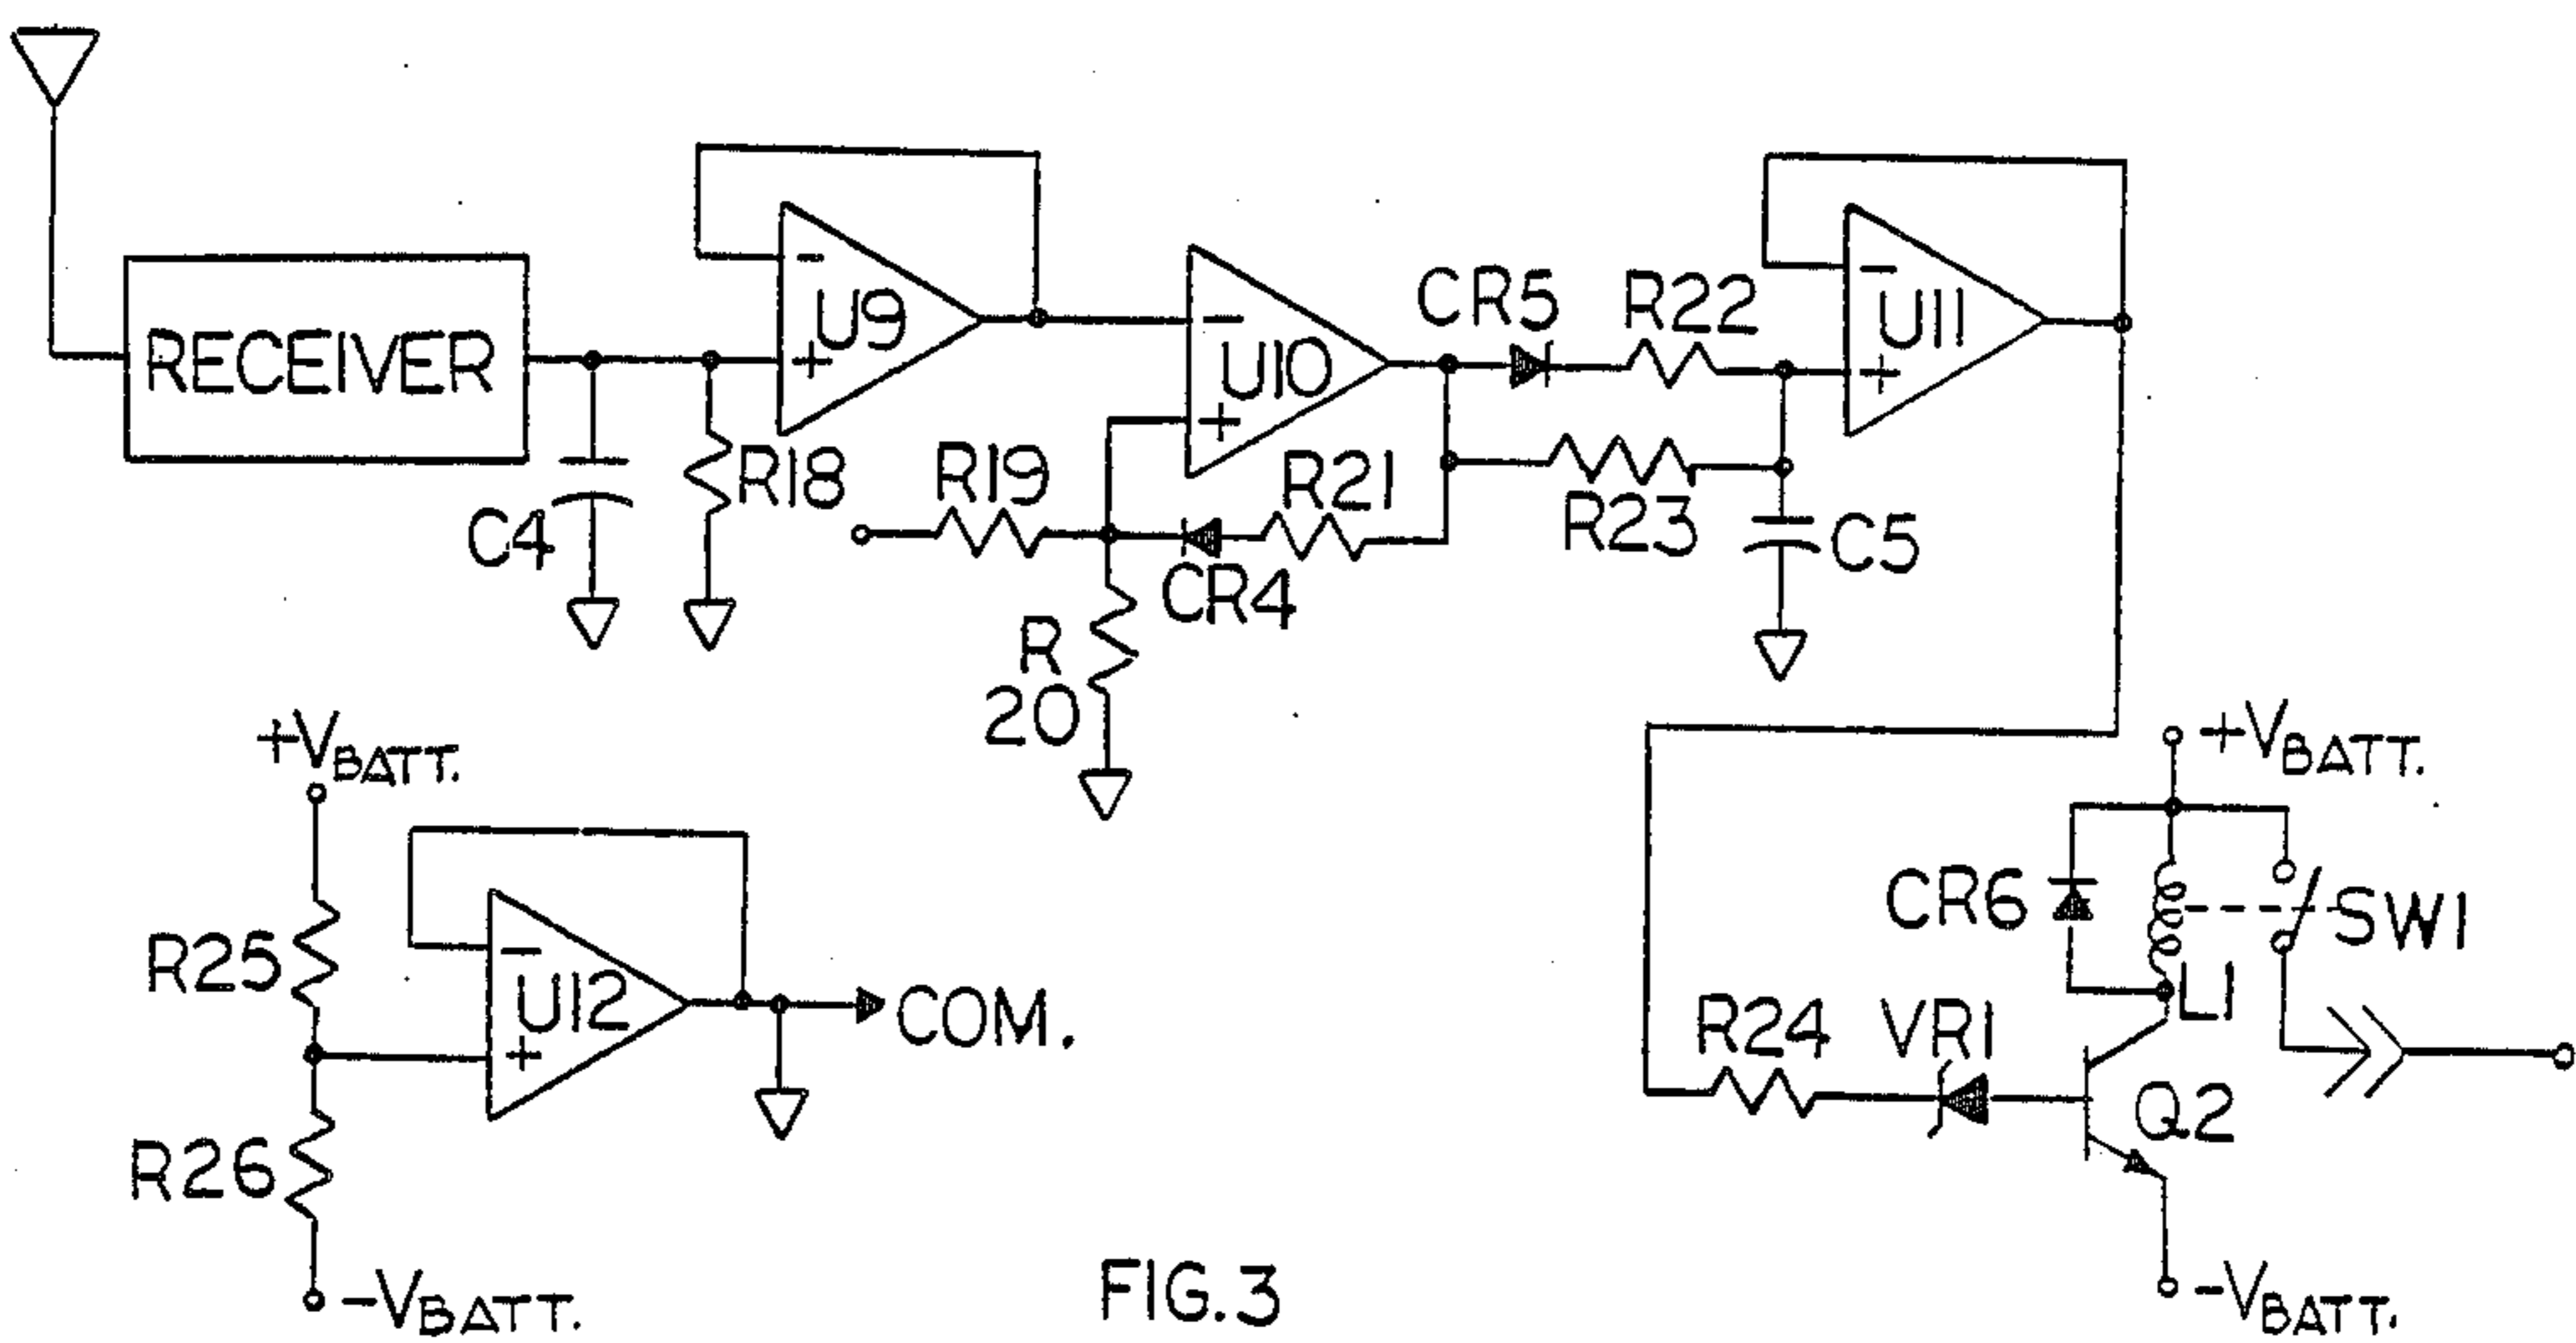 RECEIVER
C4
R18
-
U9
+
-
U10
+
R19
R21
CR4
R
20
CR5
R22
R23
C5
-
U11
+
+VBATT.
R25
R26
-VBATT.
-
U12
+
COM.
+VBATT.
CR6
L1
SW1
R24
VR1
Q2
-VBATT.
FIG.3